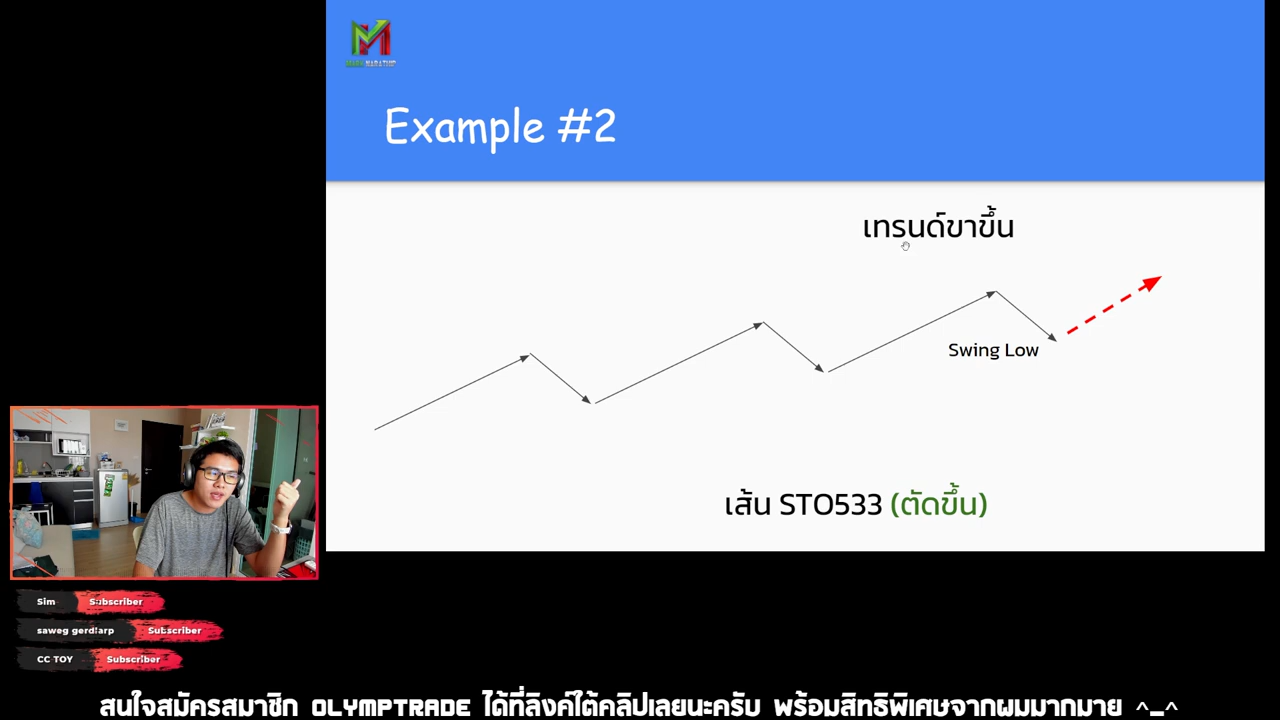 MARK NARATHIP
Example #2
เทรนด์ขาขึ้น
Swing Low
เส้น STO533 (ตัดขึ้น)
Sim Subscriber
saweg gerdlarp Subscriber
CC TOY Subscriber
สนใจสมัครสมาชิก OLYMPTRADE ได้ที่ลิงค์ใต้คลิปเลยนะครับ พร้อมสิทธิพิเศษจากผมมากมาย ^_^